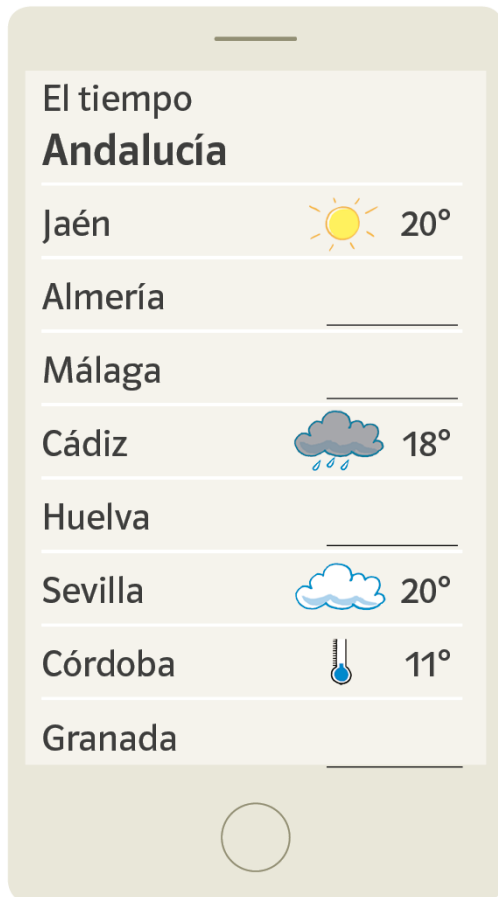 El tiempo
Andalucía
Jaén 20°
Almería
Málaga
Cádiz 18°
Huelva
Sevilla 20°
Córdoba 11°
Granada